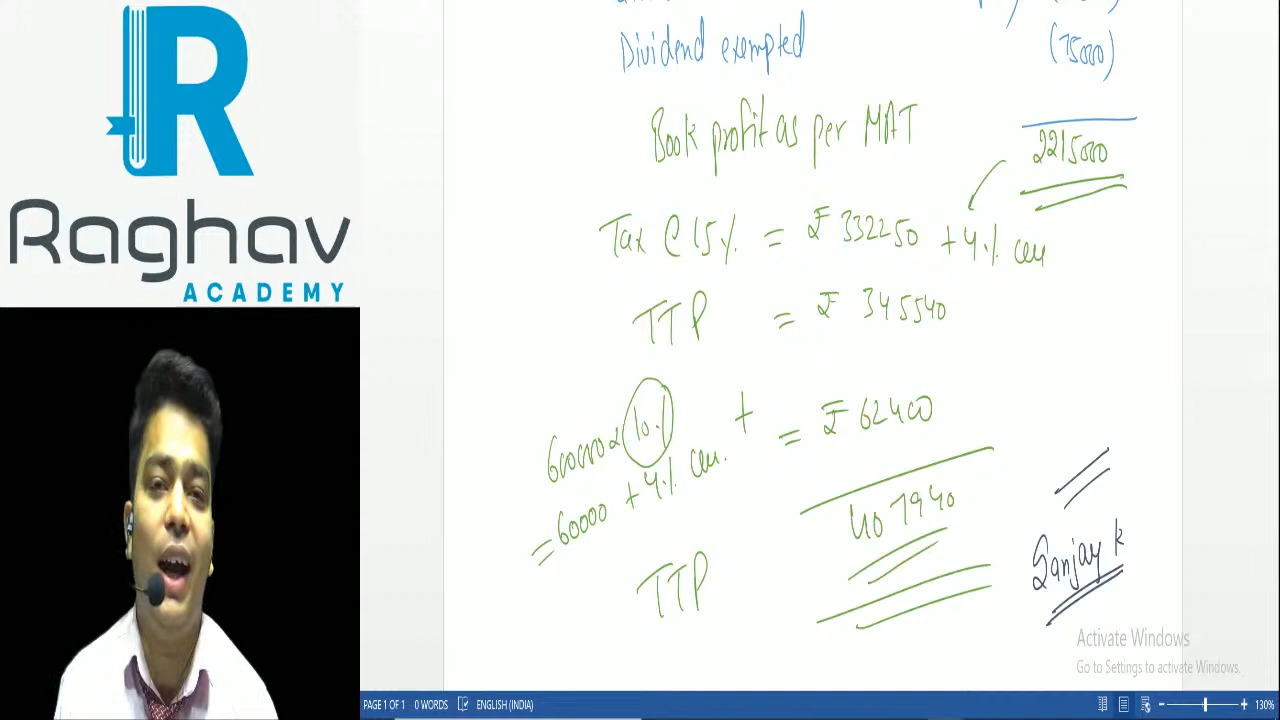 Raghav
ACADEMY
Dividend exempted (75000)
Book profit as per MAT 2215000
Tax @ 15% = ₹ 332250 + 4% cess
TTP = ₹ 345540
600000 x 10% + = ₹ 62400
= 60000 + 4% cess.
407940
TTP
Sanjay k
Activate Windows
Go to Settings to activate Windows.
PAGE 1 OF 1 0 WORDS ENGLISH (INDIA) 130%